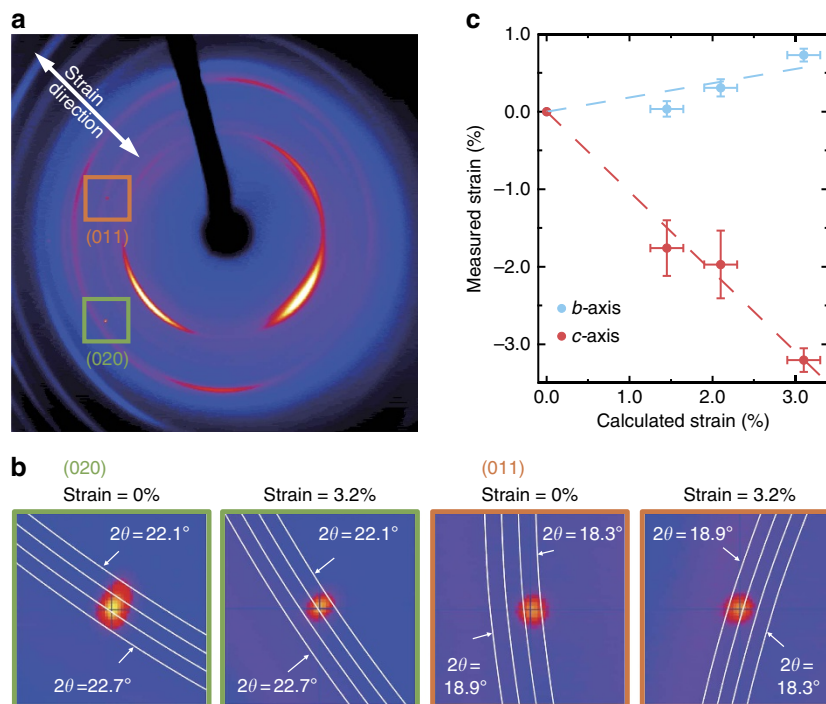 a
Strain
direction
(011)
(020)
c
Measured strain (%)
1.0
0.0
−1.0
−2.0
−3.0
b-axis
c-axis
0.0 1.0 2.0 3.0
Calculated strain (%)
b
(020)
Strain = 0%
2θ = 22.1°
2θ = 22.7°
Strain = 3.2%
2θ = 22.1°
2θ = 22.7°
(011)
Strain = 0%
2θ = 18.3°
2θ =
18.9°
Strain = 3.2%
2θ = 18.9°
2θ =
18.3°